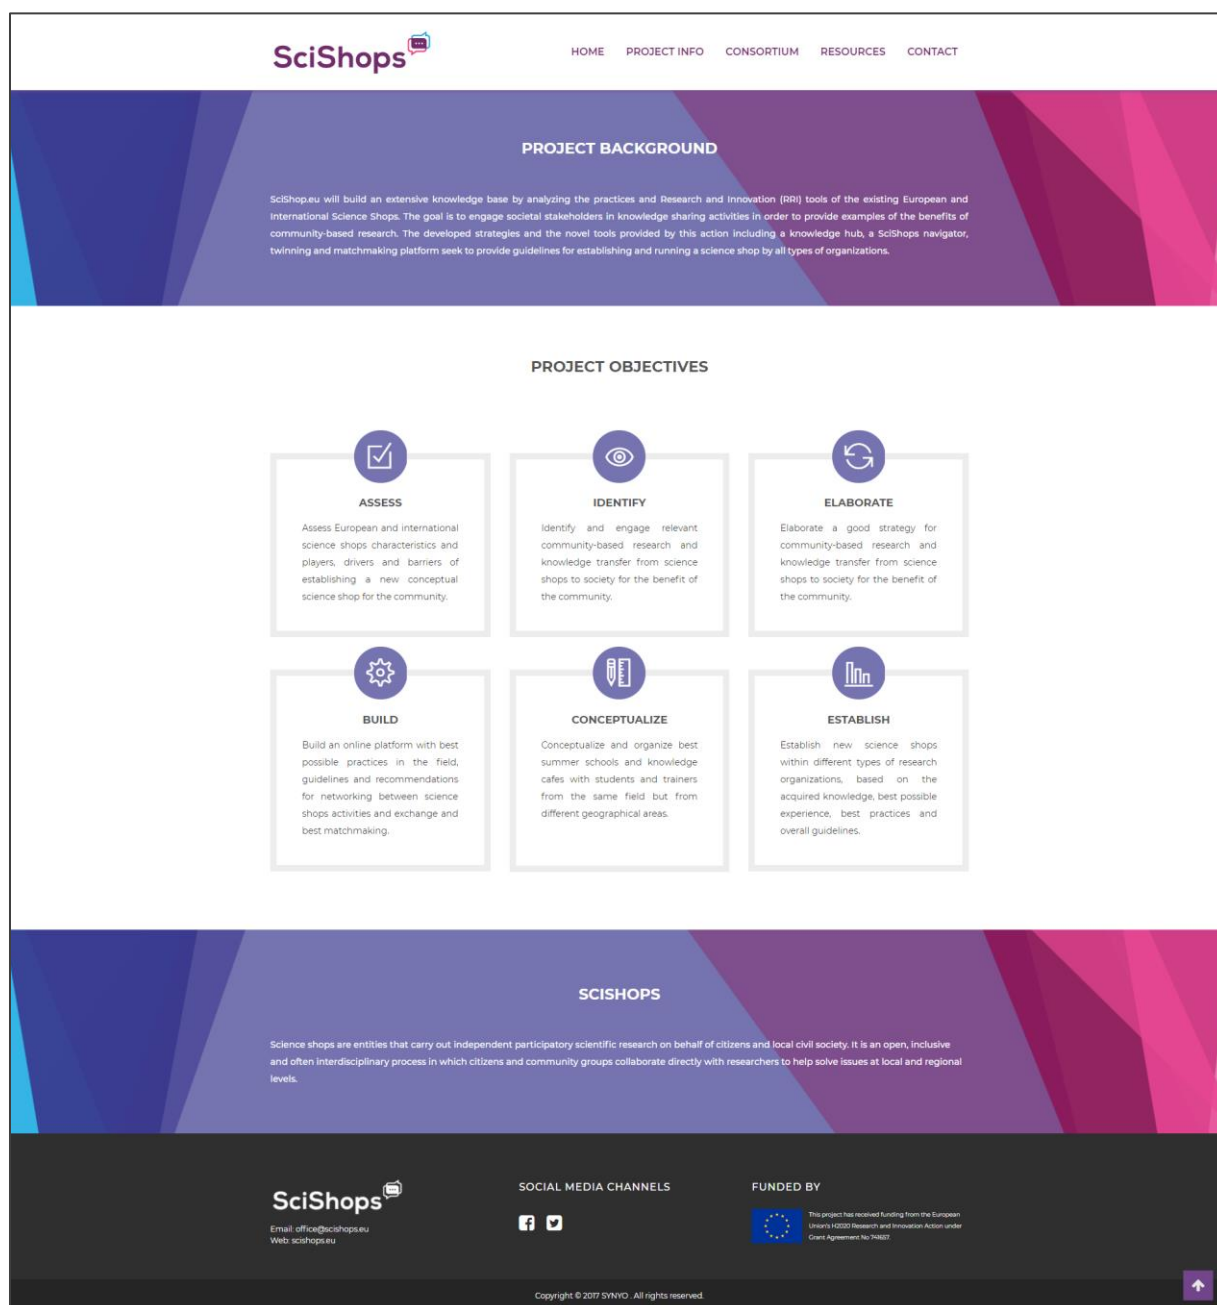 SciShops
HOME PROJECT INFO CONSORTIUM RESOURCES CONTACT
PROJECT BACKGROUND
SciShop.eu will build an extensive knowledge base by analyzing the practices and Research and Innovation (RRI) tools of the existing European and
International Science Shops. The goal is to engage societal stakeholders in knowledge sharing activities in order to provide examples of the benefits of
community-based research. The developed strategies and the novel tools provided by this action including a knowledge hub, a SciShops navigator,
twinning and matchmaking platform seek to provide guidelines for establishing and running a science shop by all types of organizations.
PROJECT OBJECTIVES
ASSESS
Assess European and international
science shops characteristics and
players, drivers and barriers of
establishing a new conceptual
science shop for the community.
IDENTIFY
Identify and engage relevant
community-based research and
knowledge transfer from science
shops to society for the benefit of
the community.
ELABORATE
Elaborate a good strategy for
community-based research and
knowledge transfer from science
shops to society for the benefit of
the community.
BUILD
Build an online platform with best
possible practices in the field,
guidelines and recommendations
for networking between science
shops activities and exchange and
best matchmaking.
CONCEPTUALIZE
Conceptualize and organize best
summer schools and knowledge
cafes with students and trainers
from the same field but from
different geographical areas.
ESTABLISH
Establish new science shops
within different types of research
organizations, based on the
acquired knowledge, best possible
experience, best practices and
overall guidelines.
SCISHOPS
Science shops are entities that carry out independent participatory scientific research on behalf of citizens and local civil society. It is an open, inclusive
and often interdisciplinary process in which citizens and community groups collaborate directly with researchers to help solve issues at local and regional
levels.
SciShops
Email: office@scishops.eu
Web: scishops.eu
SOCIAL MEDIA CHANNELS
FUNDED BY
This project has received funding from the European
Union's H2020 Research and Innovation Action under
Grant Agreement No 741657.
Copyright © 2017 SYNYO . All rights reserved.